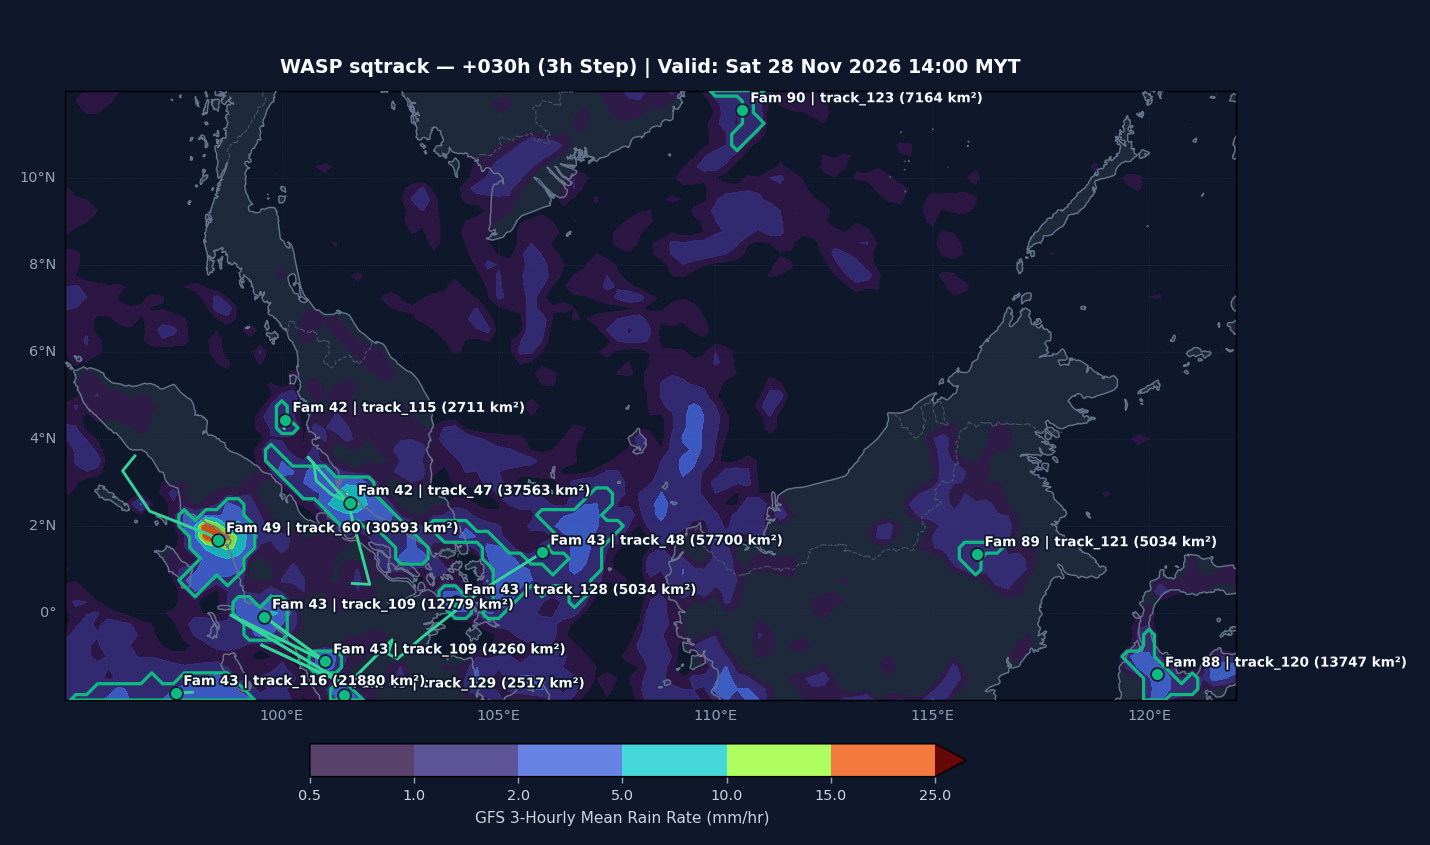 WASP sqtrack — +030h (3h Step) | Valid: Sat 28 Nov 2026 14:00 MYT
Fam 90 | track_123 (7164 km²)
10°N
8°N
6°N
Fam 42 | track_115 (2711 km²)
4°N
Fam 42 | track_47 (37563 km²)
2°N
Fam 49 | track_60 (30593 km²)
Fam 43 | track_48 (57700 km²)
Fam 89 | track_121 (5034 km²)
Fam 43 | track_128 (5034 km²)
Fam 43 | track_109 (12779 km²)
0°
Fam 43 | track_109 (4260 km²)
Fam 88 | track_120 (13747 km²)
Fam 43 | track_116 (21880 km²)
track_129 (2517 km²)
100°E 105°E 110°E 115°E 120°E
0.5 1.0 2.0 5.0 10.0 15.0 25.0
GFS 3-Hourly Mean Rain Rate (mm/hr)